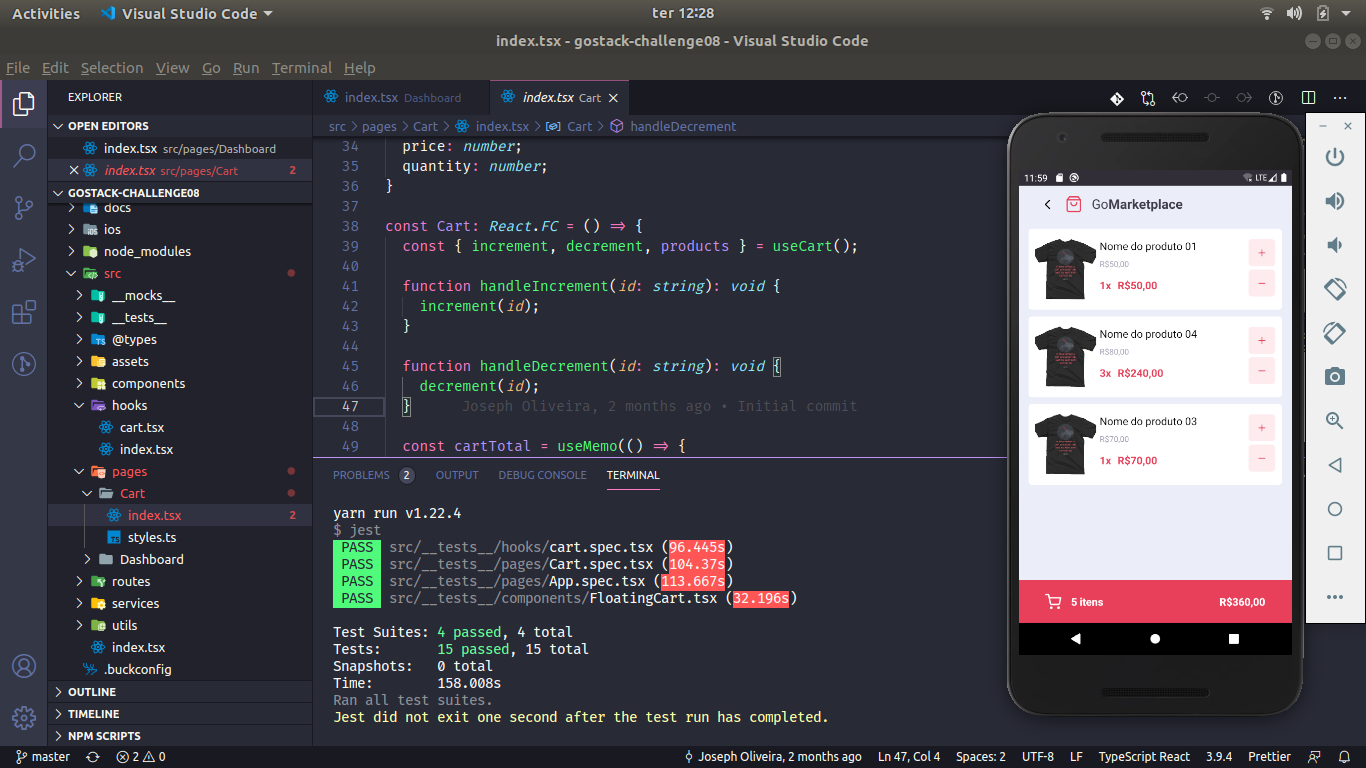 Activities
Visual Studio Code
ter 12:28
index.tsx - gostack-challenge08 - Visual Studio Code
File Edit Selection View Go Run Terminal Help
EXPLORER
OPEN EDITORS
index.tsx src/pages/Dashboard
index.tsx src/pages/Cart 2
GOSTACK-CHALLENGE08
docs
ios
node_modules
src
__mocks__
__tests__
@types
assets
components
hooks
cart.tsx
index.tsx
pages
Cart
index.tsx 2
styles.ts
Dashboard
routes
services
utils
index.tsx
.buckconfig
OUTLINE
TIMELINE
NPM SCRIPTS
index.tsx Dashboard
index.tsx Cart
src > pages > Cart > index.tsx > Cart > handleDecrement
34 price: number;
35 quantity: number;
36 }
37
38 const Cart: React.FC = () => {
39 const { increment, decrement, products } = useCart();
40
41 function handleIncrement(id: string): void {
42 increment(id);
43 }
44
45 function handleDecrement(id: string): void {
46 decrement(id);
47 } Joseph Oliveira, 2 months ago • Initial commit
48
49 const cartTotal = useMemo(() => {
PROBLEMS 2 OUTPUT DEBUG CONSOLE TERMINAL
yarn run v1.22.4
$ jest
PASS src/__tests__/hooks/cart.spec.tsx (96.445s)
PASS src/__tests__/pages/Cart.spec.tsx (104.37s)
PASS src/__tests__/pages/App.spec.tsx (113.667s)
PASS src/__tests__/components/FloatingCart.tsx (32.196s)
Test Suites: 4 passed, 4 total
Tests: 15 passed, 15 total
Snapshots: 0 total
Time: 158.008s
Ran all test suites.
Jest did not exit one second after the test run has completed.
11:59
LTE
GoMarketplace
Nome do produto 01
R$50,00
1x R$50,00
+
−
Nome do produto 04
R$80,00
3x R$240,00
+
−
Nome do produto 03
R$70,00
1x R$70,00
+
−
5 itens
R$360,00
master
2 0
Joseph Oliveira, 2 months ago
Ln 47, Col 4
Spaces: 2
UTF-8
LF
TypeScript React
3.9.4
Prettier